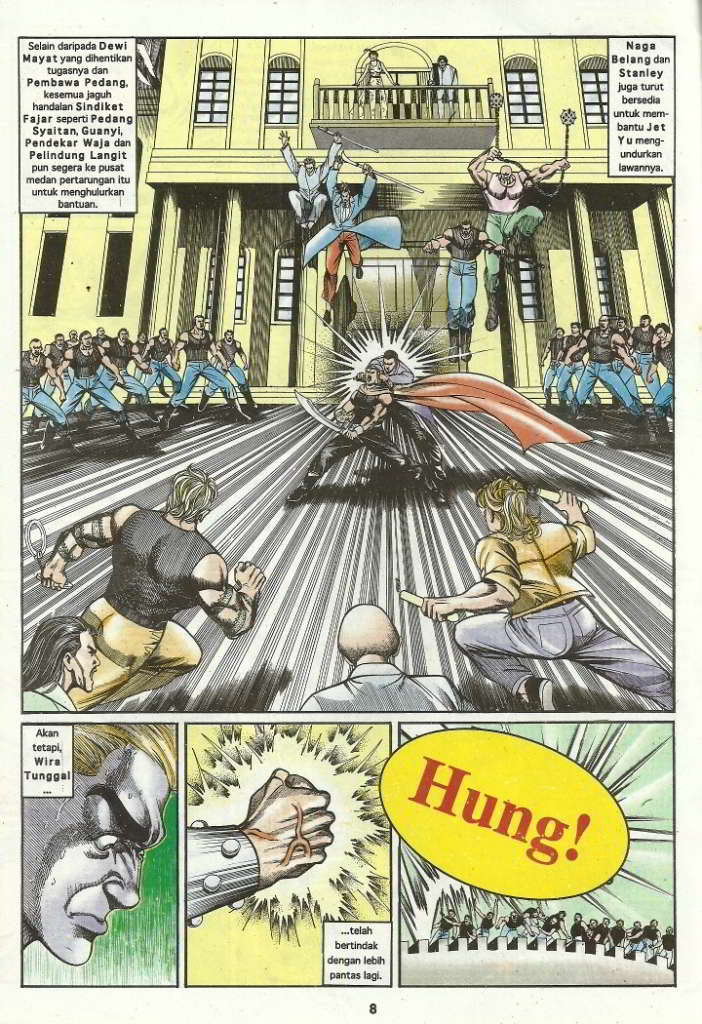 Selain daripada Dewi
Mayat yang dihentikan
tugasnya dan
Pembawa Pedang,
kesemua jaguh
handalan Sindiket
Fajar seperti Pedang
Syaitan, Guanyi,
Pendekar Waja dan
Pelindung Langit
pun segera ke pusat
medan pertarungan itu
untuk menghulurkan
bantuan.
Naga
Belang dan
Stanley
juga turut
bersedia
untuk mem-
bantu Jet
Yu meng-
undurkan
lawannya.
Akan
tetapi,
Wira
Tunggal
...
...telah
bertindak
dengan lebih
pantas lagi.
Hung!
8